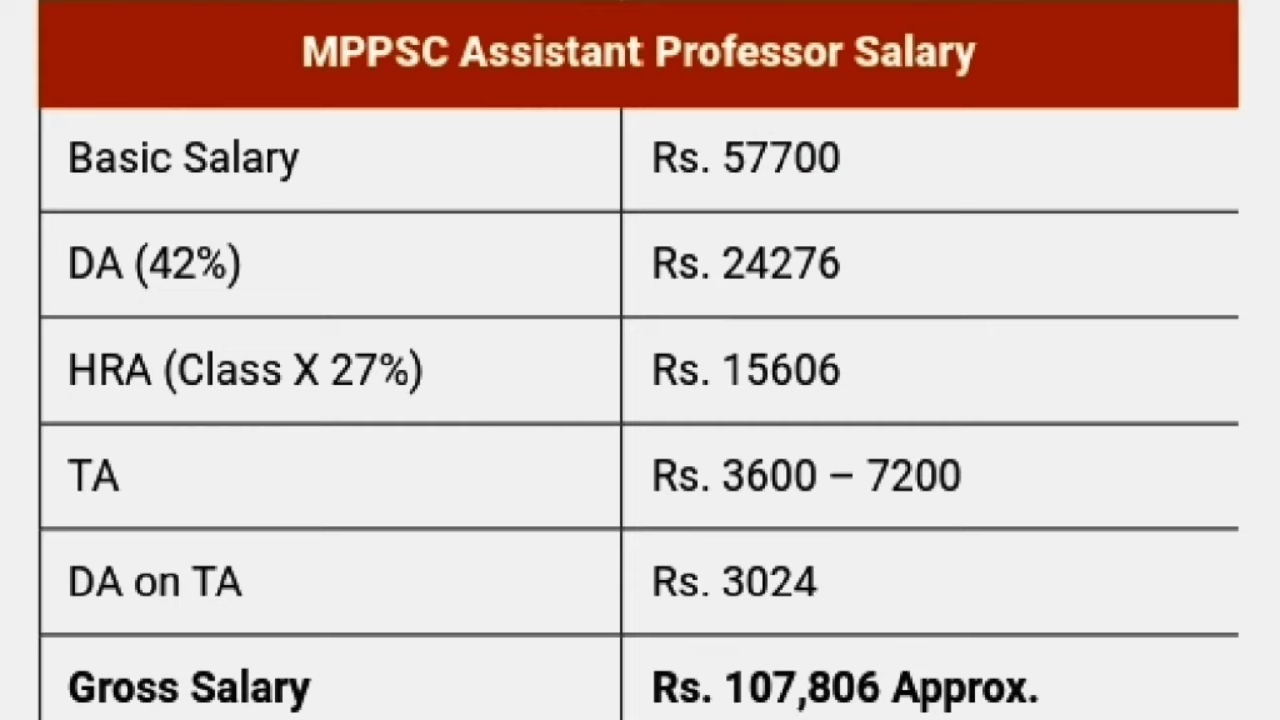 MPPSC Assistant Professor Salary
Basic Salary Rs. 57700
DA (42%) Rs. 24276
HRA (Class X 27%) Rs. 15606
TA Rs. 3600 – 7200
DA on TA Rs. 3024
Gross Salary Rs. 107,806 Approx.